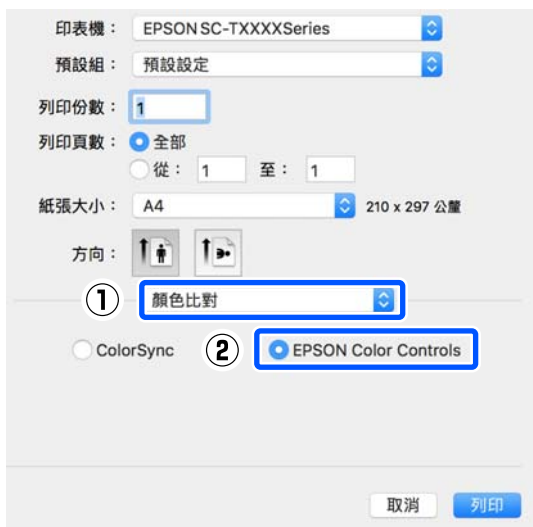 印表機： EPSON SC-TXXXXSeries
預設組： 預設設定
列印份數： 1
列印頁數： 全部
從： 1 至： 1
紙張大小： A4 210 x 297 公釐
方向：
① 顏色比對
ColorSync ② EPSON Color Controls
取消 列印